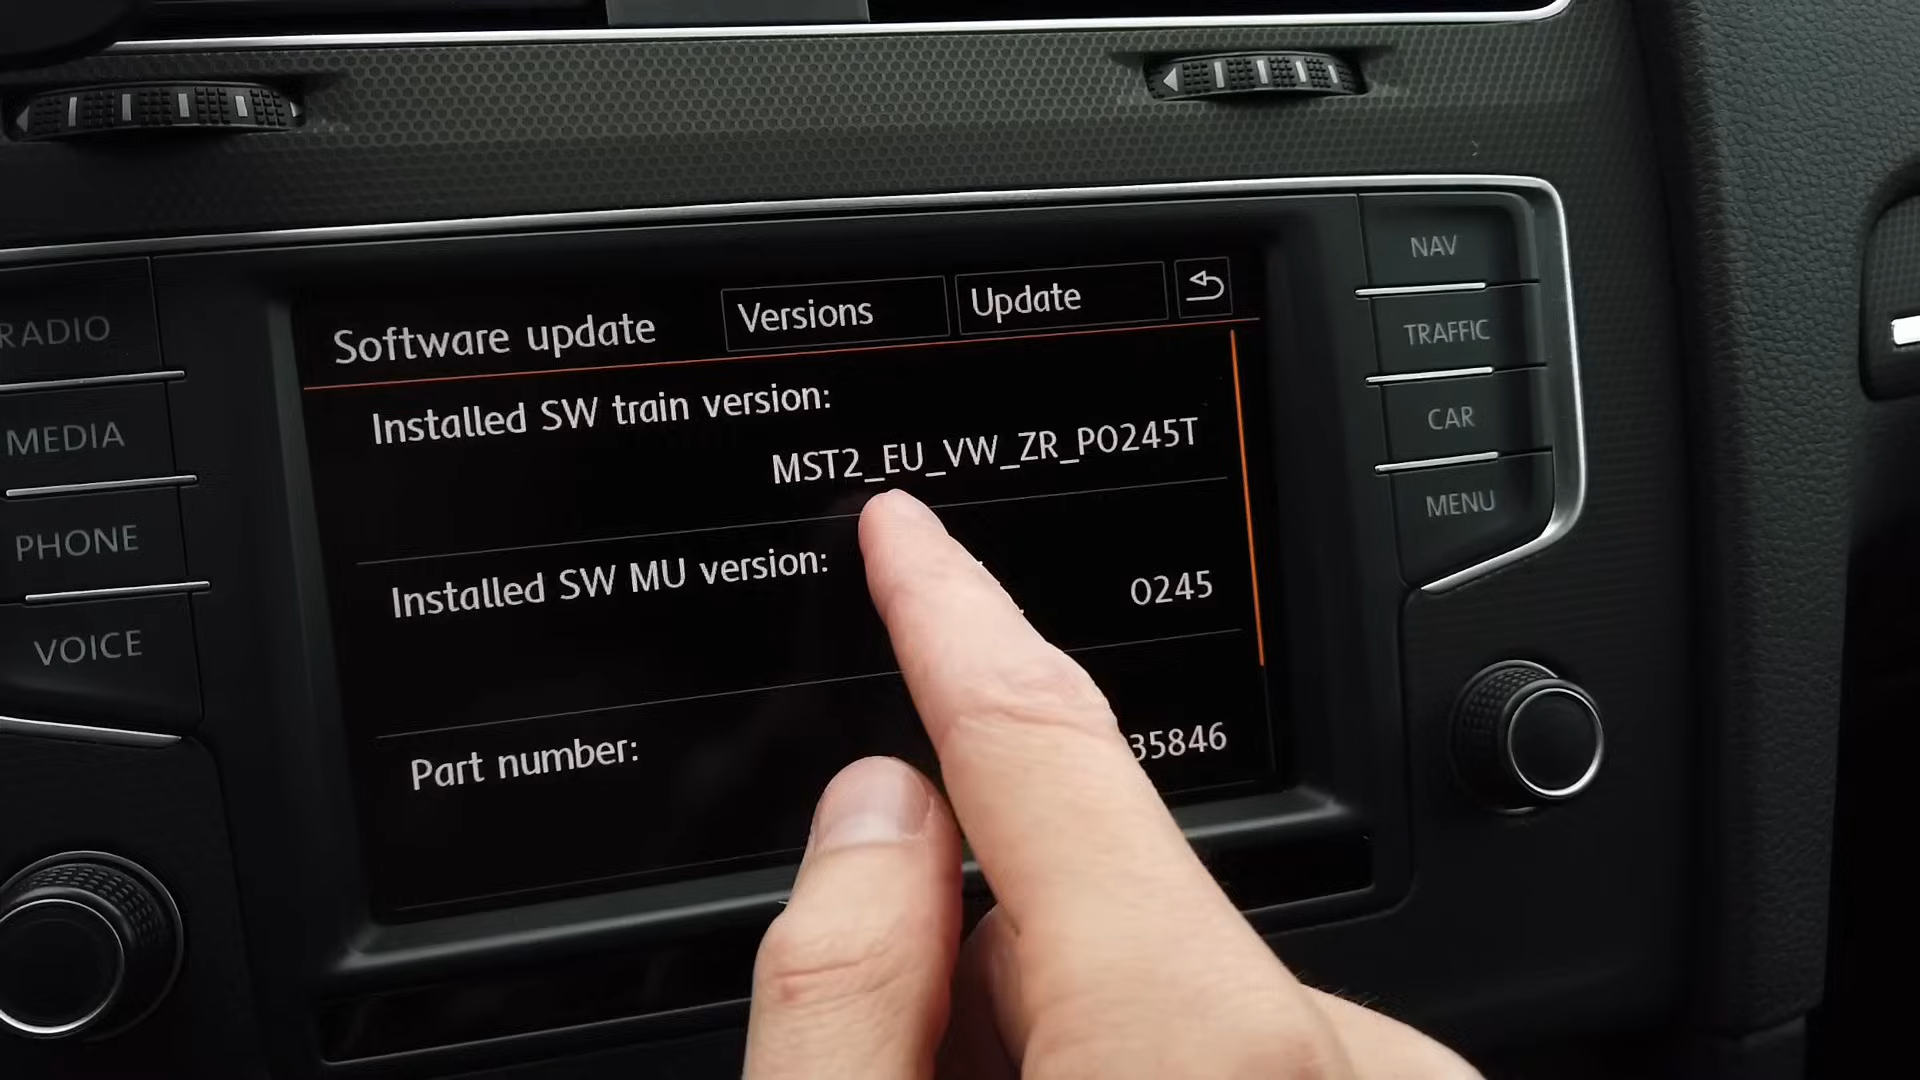 Software update Versions Update
Installed SW train version:
MST2_EU_VW_ZR_P0245T
Installed SW MU version:
0245
Part number:
35846
RADIO
MEDIA
PHONE
VOICE
NAV
TRAFFIC
CAR
MENU